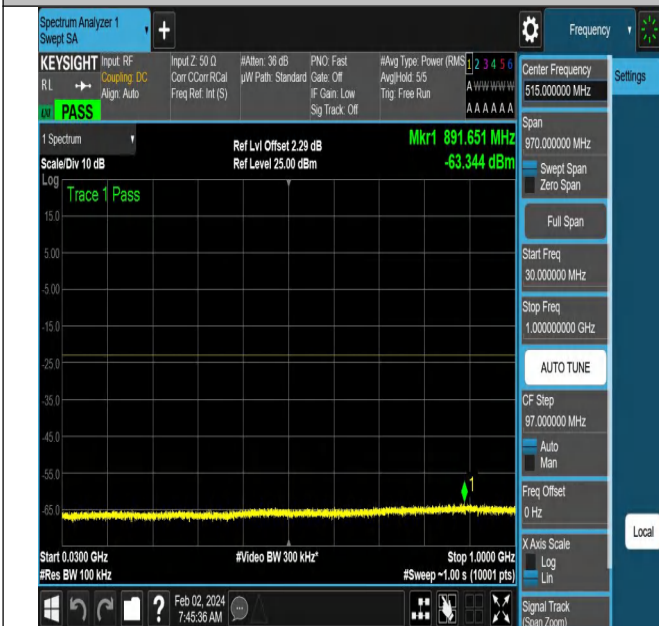 Spectrum Analyzer 1
Swept SA
+
Frequency
KEYSIGHT
RL
Input: RF
Coupling: DC
Align: Auto
Input Z: 50 Ω
Corr CCorr RCal
Freq Ref: Int (S)
#Atten: 36 dB
µW Path: Standard
PNO: Fast
Gate: Off
IF Gain: Low
Sig Track: Off
#Avg Type: Power (RMS
Avg|Hold: 5/5
Trig: Free Run
1 2 3 4 5 6
A W W W W W
A A A A A A
PASS
1 Spectrum
Scale/Div 10 dB
Ref Lvl Offset 2.29 dB
Ref Level 25.00 dBm
Mkr1 891.651 MHz
-63.344 dBm
Log
Trace 1 Pass
15.0
5.00
-5.00
-15.0
-25.0
-35.0
-45.0
-55.0
-65.0
1
Start 0.0300 GHz
#Res BW 100 kHz
#Video BW 300 kHz*
Stop 1.0000 GHz
#Sweep ~1.00 s (10001 pts)
Center Frequency
515.000000 MHz
Settings
Span
970.000000 MHz
Swept Span
Zero Span
Full Span
Start Freq
30.000000 MHz
Stop Freq
1.000000000 GHz
AUTO TUNE
CF Step
97.000000 MHz
Auto
Man
Freq Offset
0 Hz
Local
X Axis Scale
Log
Lin
Signal Track
(Span Zoom)
?
Feb 02, 2024
7:45:36 AM